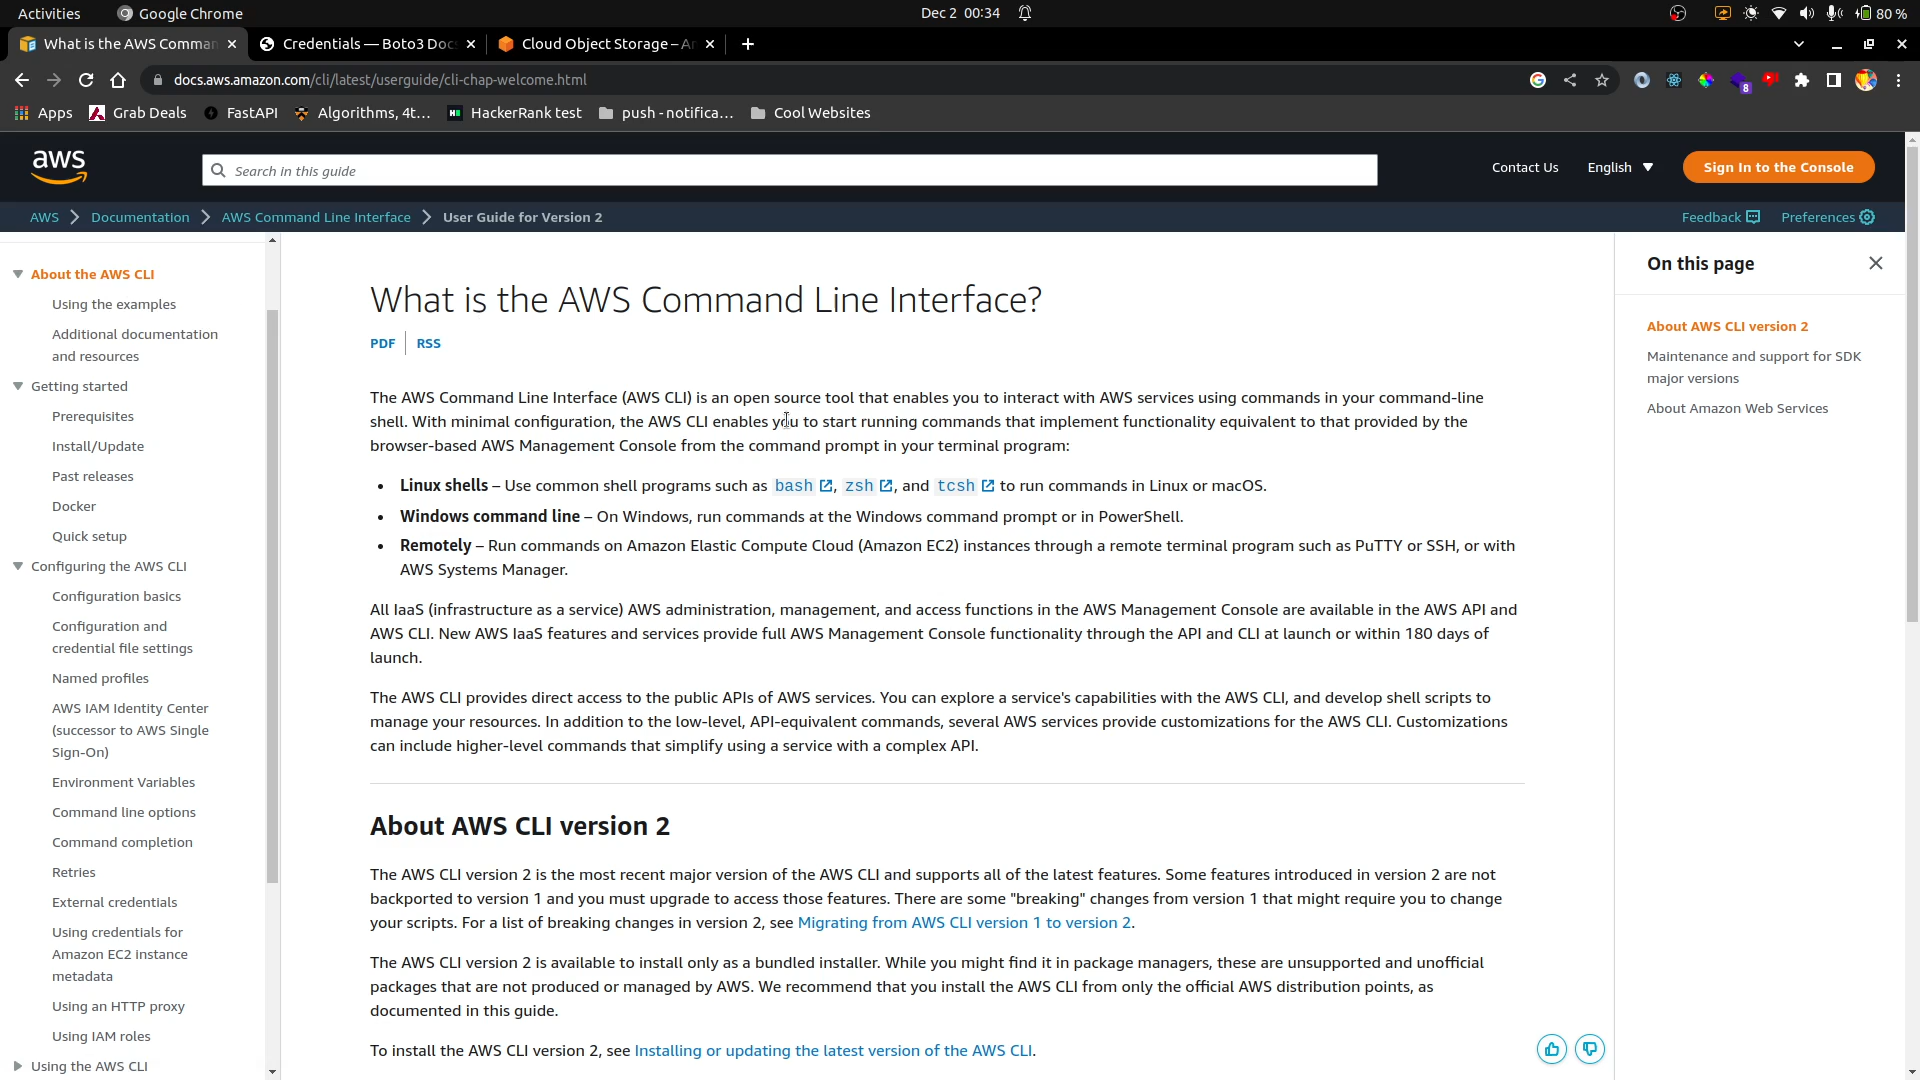 Activities
Google Chrome
Dec 2 00:34
80 %
What is the AWS Comman
Credentials — Boto3 Doc
Cloud Object Storage – A
docs.aws.amazon.com/cli/latest/userguide/cli-chap-welcome.html
8
Apps
Grab Deals
FastAPI
Algorithms, 4t...
HackerRank test
push - notifica...
Cool Websites
aws
Search in this guide
Contact Us
English
Sign In to the Console
AWS
Documentation
AWS Command Line Interface
User Guide for Version 2
Feedback
Preferences
About the AWS CLI
Using the examples
Additional documentation
and resources
Getting started
Prerequisites
Install/Update
Past releases
Docker
Quick setup
Configuring the AWS CLI
Configuration basics
Configuration and
credential file settings
Named profiles
AWS IAM Identity Center
(successor to AWS Single
Sign-On)
Environment Variables
Command line options
Command completion
Retries
External credentials
Using credentials for
Amazon EC2 instance
metadata
Using an HTTP proxy
Using IAM roles
Using the AWS CLI
What is the AWS Command Line Interface?
PDF
RSS
The AWS Command Line Interface (AWS CLI) is an open source tool that enables you to interact with AWS services using commands in your command-line
shell. With minimal configuration, the AWS CLI enables you to start running commands that implement functionality equivalent to that provided by the
browser-based AWS Management Console from the command prompt in your terminal program:
• Linux shells – Use common shell programs such as bash, zsh, and tcsh to run commands in Linux or macOS.
• Windows command line – On Windows, run commands at the Windows command prompt or in PowerShell.
• Remotely – Run commands on Amazon Elastic Compute Cloud (Amazon EC2) instances through a remote terminal program such as PuTTY or SSH, or with
AWS Systems Manager.
All IaaS (infrastructure as a service) AWS administration, management, and access functions in the AWS Management Console are available in the AWS API and
AWS CLI. New AWS IaaS features and services provide full AWS Management Console functionality through the API and CLI at launch or within 180 days of
launch.
The AWS CLI provides direct access to the public APIs of AWS services. You can explore a service's capabilities with the AWS CLI, and develop shell scripts to
manage your resources. In addition to the low-level, API-equivalent commands, several AWS services provide customizations for the AWS CLI. Customizations
can include higher-level commands that simplify using a service with a complex API.
About AWS CLI version 2
The AWS CLI version 2 is the most recent major version of the AWS CLI and supports all of the latest features. Some features introduced in version 2 are not
backported to version 1 and you must upgrade to access those features. There are some "breaking" changes from version 1 that might require you to change
your scripts. For a list of breaking changes in version 2, see Migrating from AWS CLI version 1 to version 2.
The AWS CLI version 2 is available to install only as a bundled installer. While you might find it in package managers, these are unsupported and unofficial
packages that are not produced or managed by AWS. We recommend that you install the AWS CLI from only the official AWS distribution points, as
documented in this guide.
To install the AWS CLI version 2, see Installing or updating the latest version of the AWS CLI.
On this page
About AWS CLI version 2
Maintenance and support for SDK
major versions
About Amazon Web Services